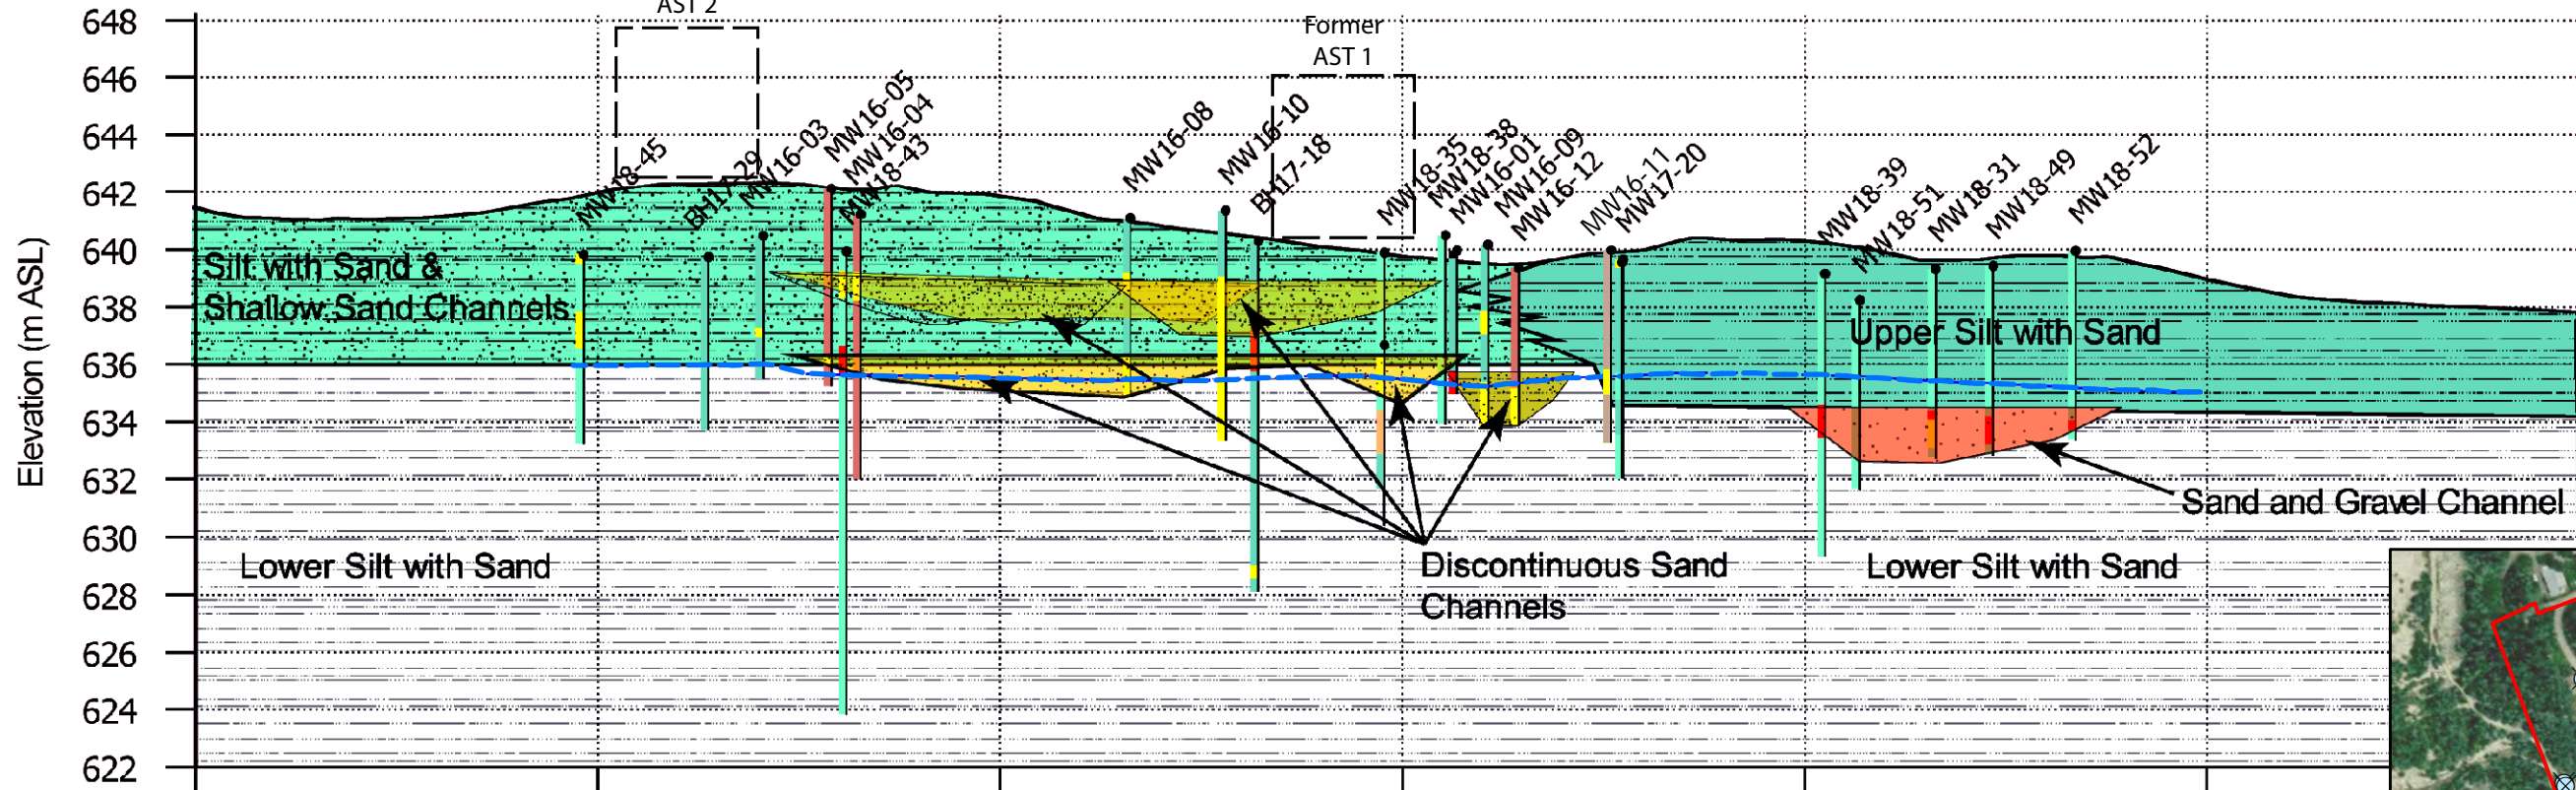 AST 2
Former
AST 1
648
646
644
642
640
638
636
634
632
630
628
626
624
622
Elevation (m ASL)
MW18-45
BH17-29
MW16-03
MW16-05
MW16-04
MW18-43
MW16-08
MW16-10
BH17-18
MW18-35
MW18-38
MW16-01
MW16-09
MW16-12
MW16-11
MW17-20
MW18-39
MW18-51
MW18-31
MW18-49
MW18-52
Silt with Sand &
Shallow Sand Channels
Upper Silt with Sand
Sand and Gravel Channel
Lower Silt with Sand
Discontinuous Sand
Channels
Lower Silt with Sand